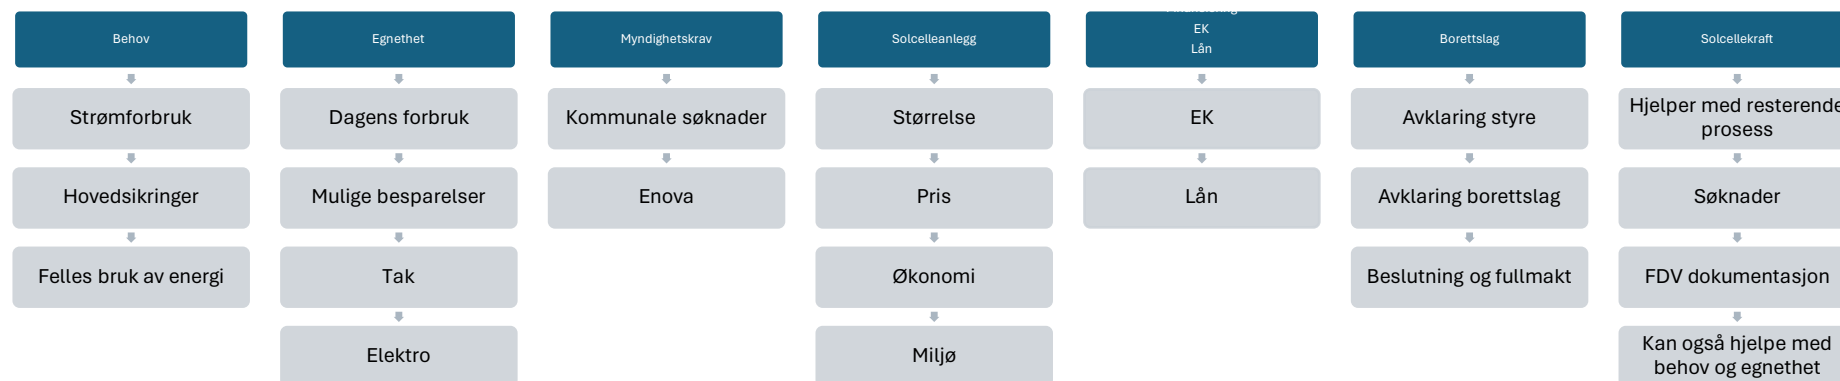 Behov
Strømforbruk
Hovedsikringer
Felles bruk av energi
Egnethet
Dagens forbruk
Mulige besparelser
Tak
Elektro
Myndighetskrav
Kommunale søknader
Enova
Solcelleanlegg
Størrelse
Pris
Økonomi
Miljø
EK
Lån
EK
Lån
Borettslag
Avklaring styre
Avklaring borettslag
Beslutning og fullmakt
Solcellekraft
Hjelper med resterende
prosess
Søknader
FDV dokumentasjon
Kan også hjelpe med
behov og egnethet